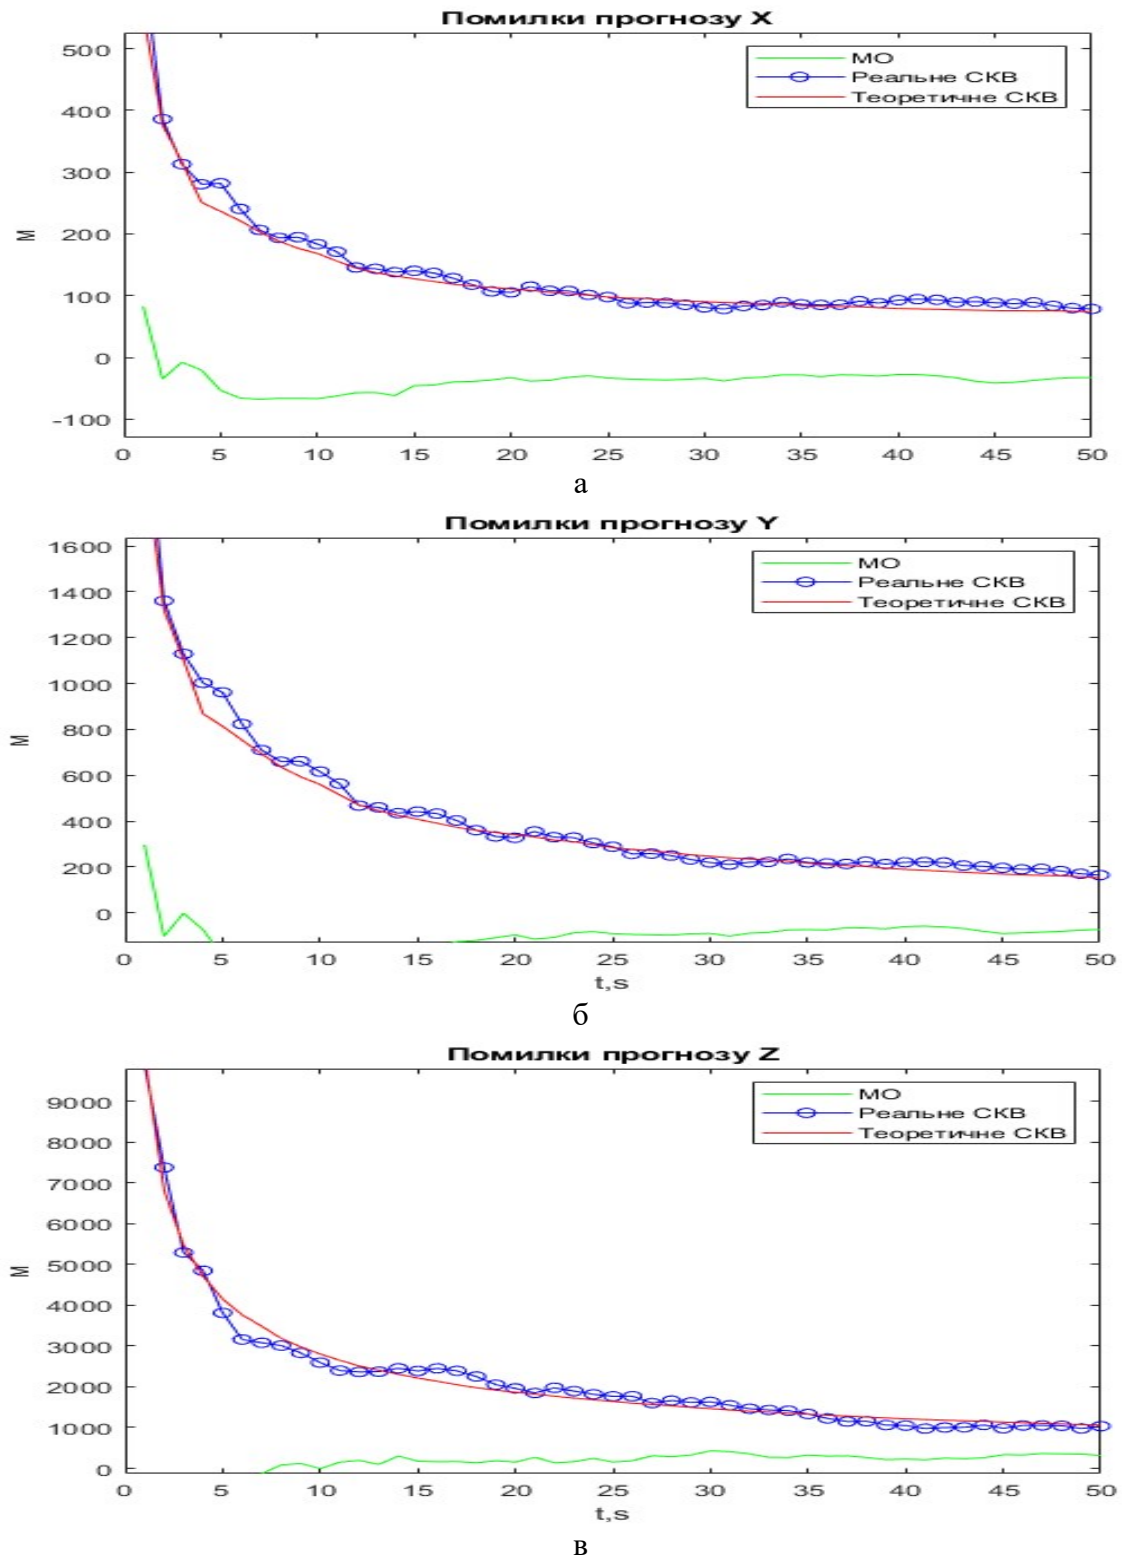 Помилки прогнозу X
500
400
300
200
100
0
-100
М
МО
Реальне СКВ
Теоретичне СКВ
0 5 10 15 20 25 30 35 40 45 50
а
Помилки прогнозу Y
1600
1400
1200
1000
800
600
400
200
0
М
МО
Реальне СКВ
Теоретичне СКВ
0 5 10 15 20 25 30 35 40 45 50
t,s
б
Помилки прогнозу Z
9000
8000
7000
6000
5000
4000
3000
2000
1000
0
М
МО
Реальне СКВ
Теоретичне СКВ
0 5 10 15 20 25 30 35 40 45 50
t,s
в